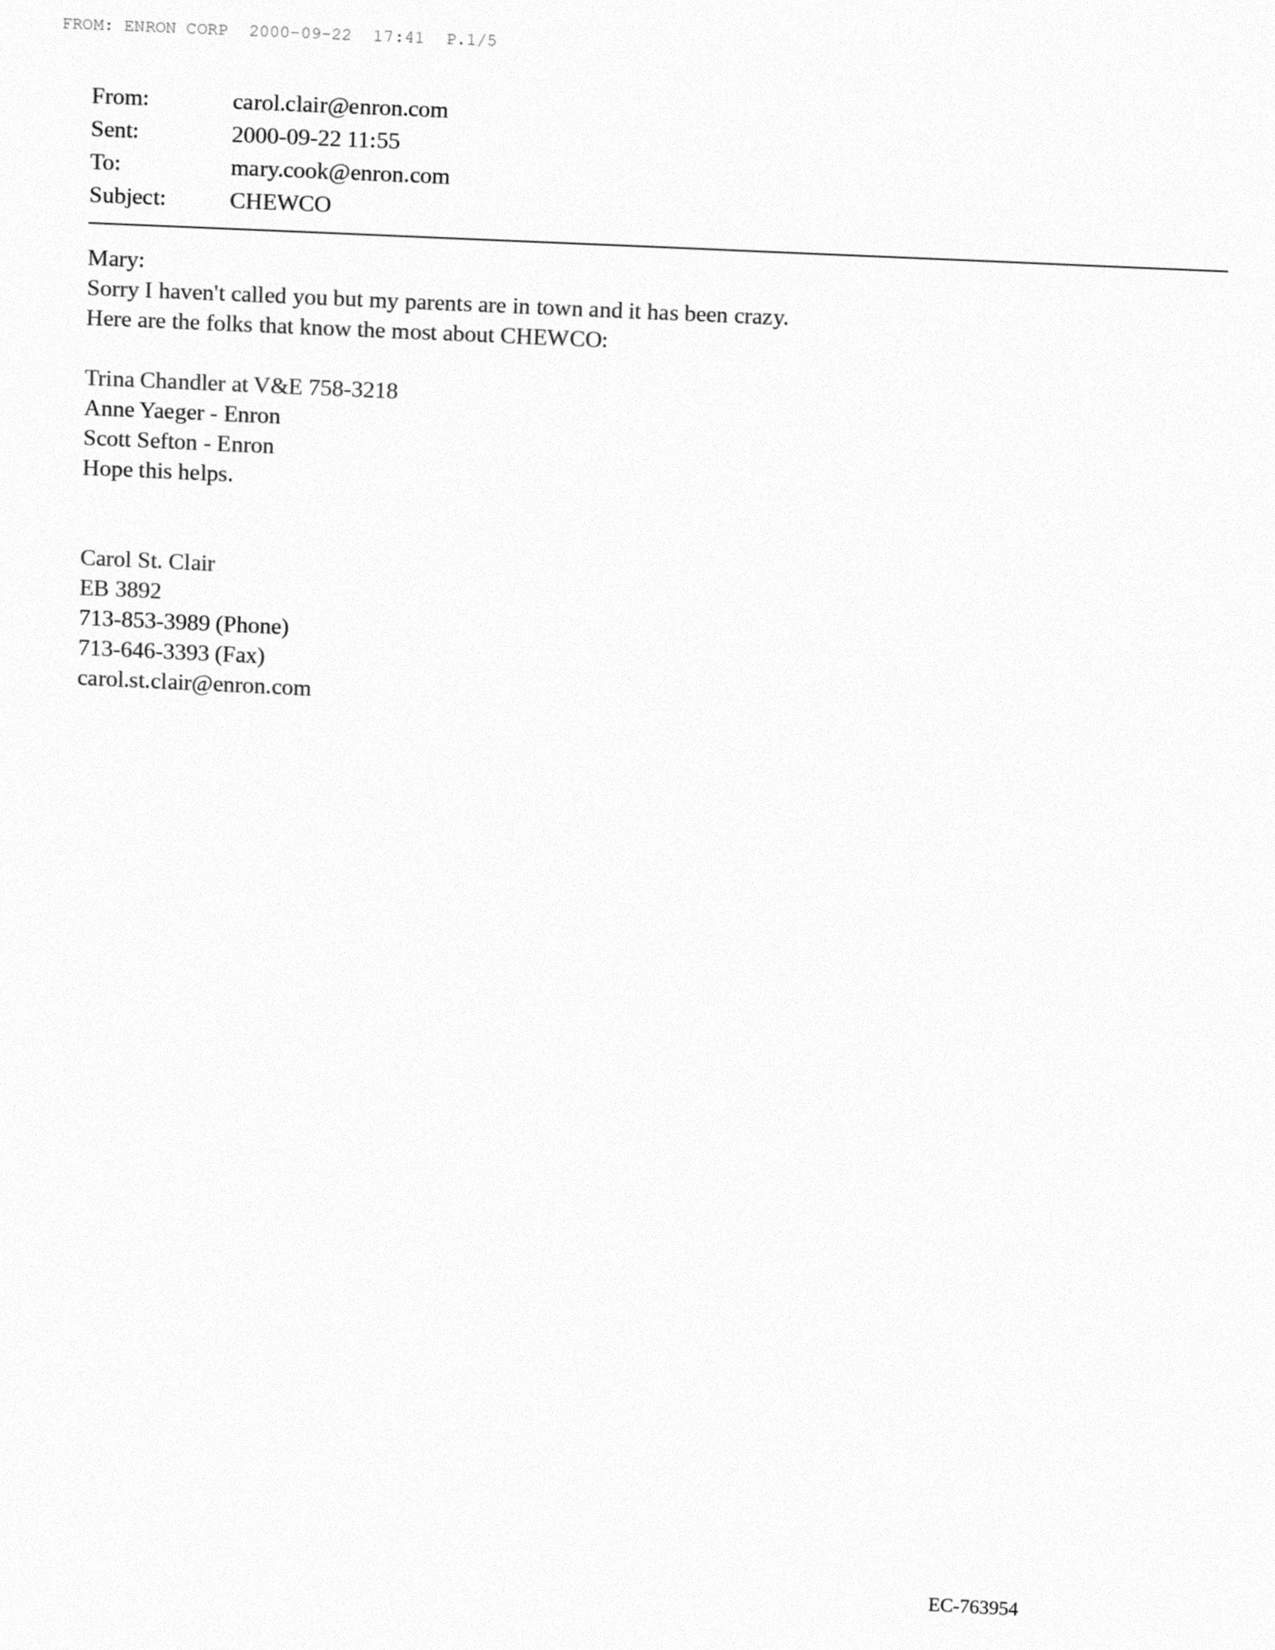 FROM: ENRON CORP  2000-09-22  17:41  P.1/5
From: carol.clair@enron.com
Sent: 2000-09-22 11:55
To: mary.cook@enron.com
Subject: CHEWCO
Mary:
Sorry I haven't called you but my parents are in town and it has been crazy.
Here are the folks that know the most about CHEWCO:
Trina Chandler at V&E 758-3218
Anne Yaeger - Enron
Scott Sefton - Enron
Hope this helps.
Carol St. Clair
EB 3892
713-853-3989 (Phone)
713-646-3393 (Fax)
carol.st.clair@enron.com
EC-763954